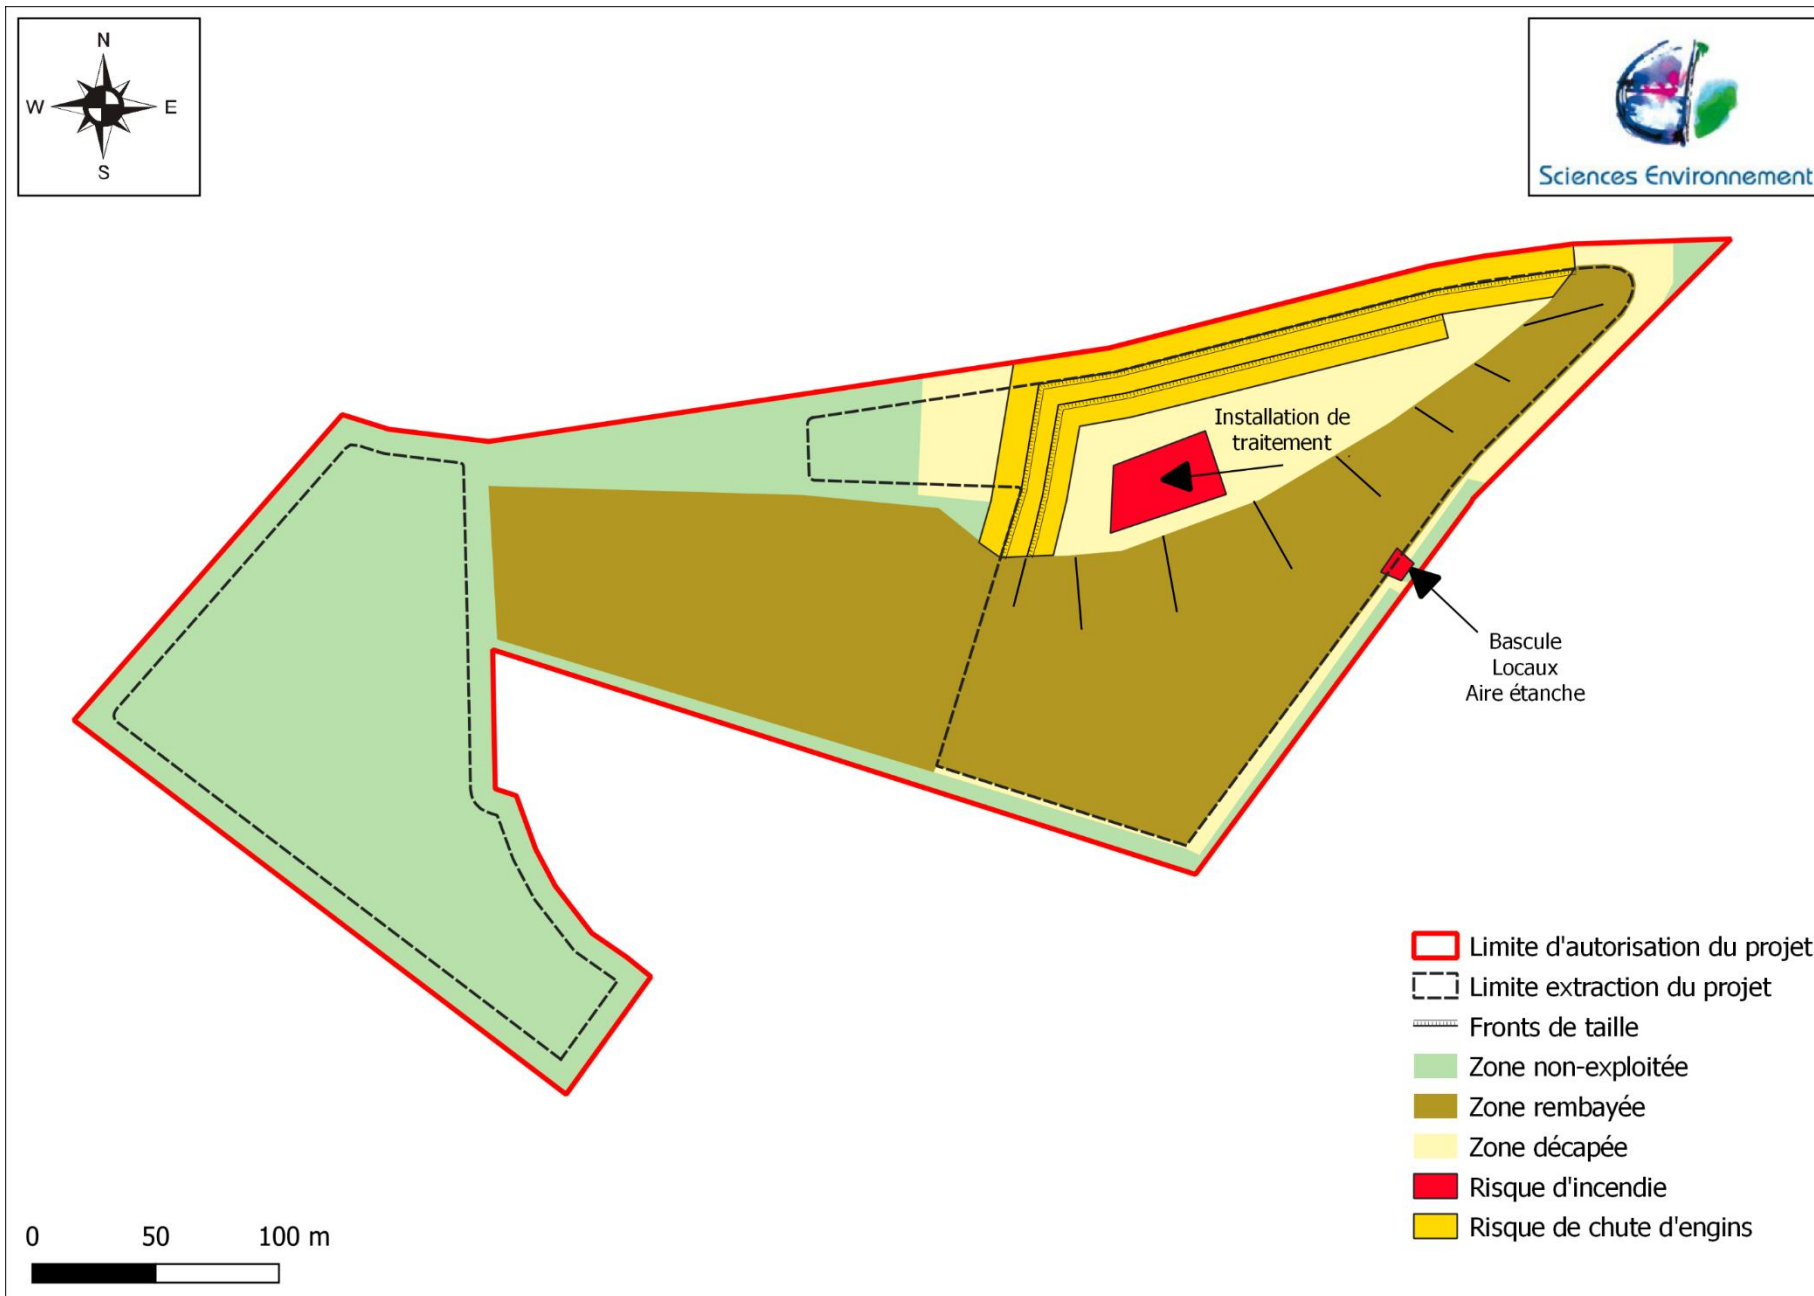 N
W E
S
Sciences Environnement
Installation de
traitement
Bascule
Locaux
Aire étanche
Limite d'autorisation du projet
Limite extraction du projet
Fronts de taille
Zone non-exploitée
Zone rembayée
Zone décapée
Risque d'incendie
Risque de chute d'engins
0 50 100 m